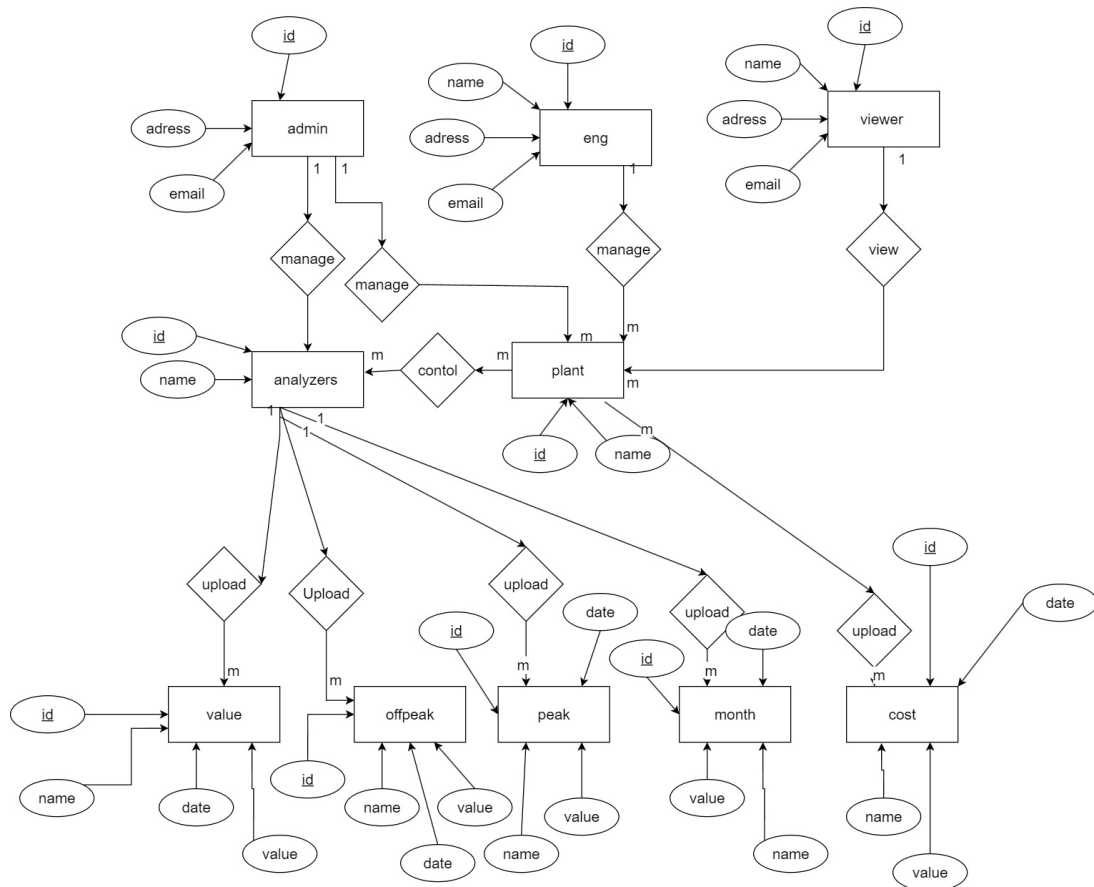 id
id
id
name
name
adress
admin
adress
eng
adress
viewer
email
email
email
1
1
1
1
manage
manage
manage
view
id
name
analyzers
m
contol
m
plant
m
m
m
1
1
1
id
name
m
upload
Upload
upload
upload
upload
id
date
id
date
id
date
m
m
m
m
m
id
value
offpeak
peak
month
cost
name
date
value
id
name
date
value
name
value
value
name
name
value